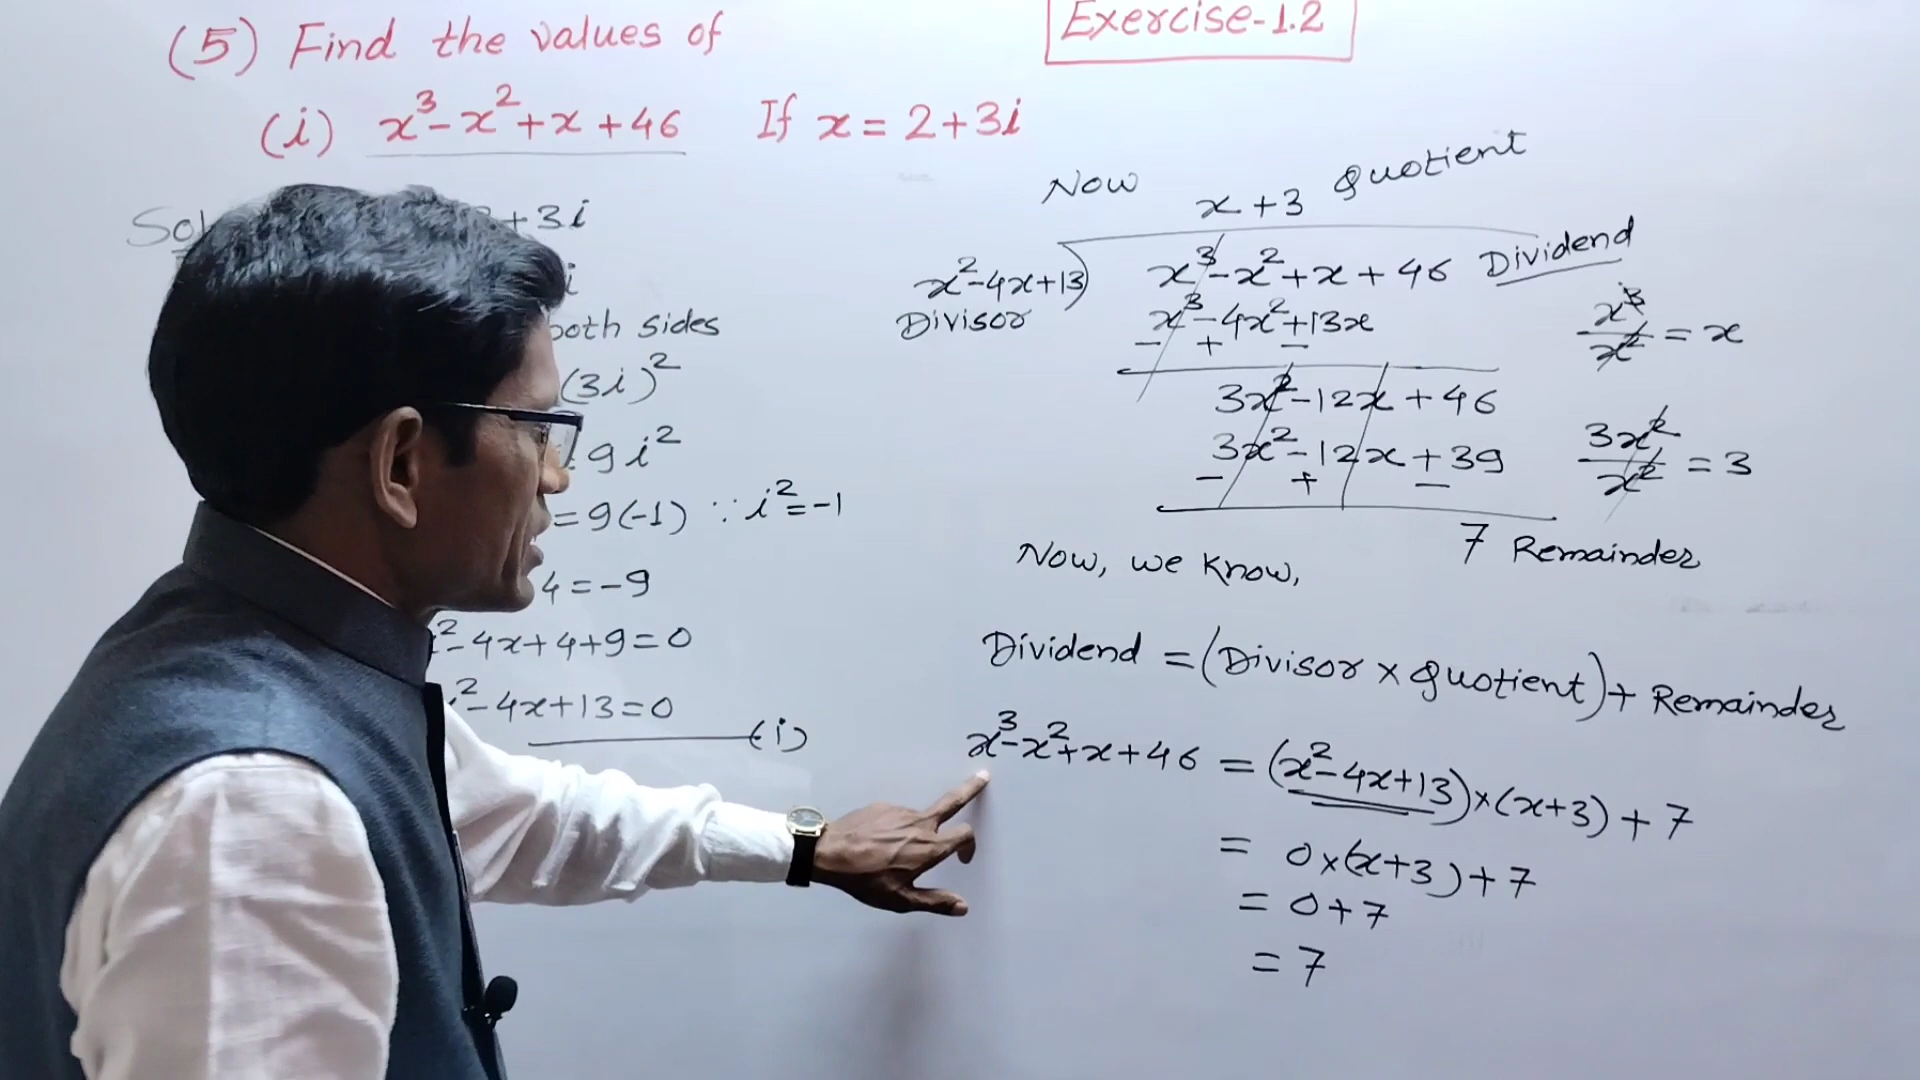 (5) Find the values of
Exercise-1.2
(i) x³-x²+x+46 If x = 2+3i
+3i
i
both sides
(3i)²
9i²
=9(-1) ∵ i²=-1
4=-9
²-4x+4+9=0
²-4x+13=0
(i)
Now
x+3 Quotient
x²-4x+13) x³-x²+x+46 Dividend
Divisor x³-4x²+13x
- + -
x³/x² = x
3x²-12x+46
3x²-12x+39
- + -
3x²/x² = 3
7 Remainder
Now, we know,
Dividend = (Divisor × Quotient) + Remainder
x³-x²+x+46 = (x²-4x+13)×(x+3)+7
= 0×(x+3)+7
= 0+7
= 7